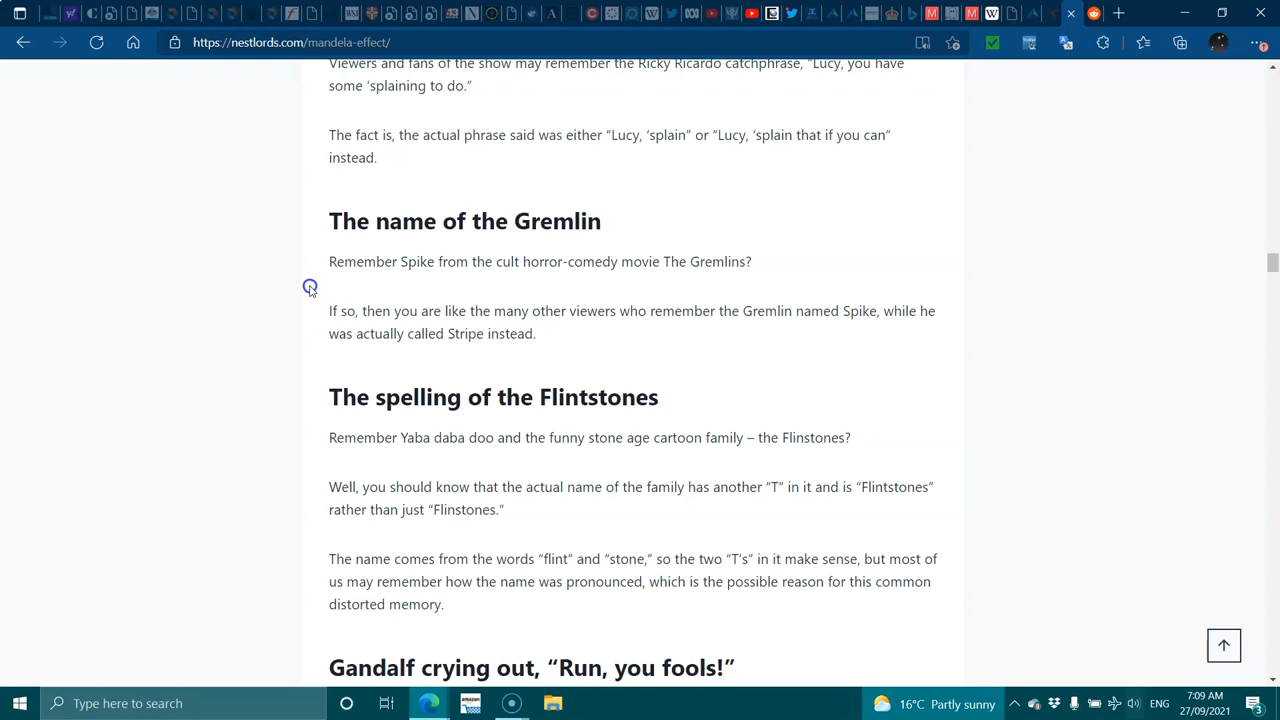 https://nestlords.com/mandela-effect/
Viewers and fans of the show may remember the Ricky Ricardo catchphrase, “Lucy, you have
some ‘splaining to do.”
The fact is, the actual phrase said was either “Lucy, ‘splain” or “Lucy, ‘splain that if you can”
instead.
The name of the Gremlin
Remember Spike from the cult horror-comedy movie The Gremlins?
If so, then you are like the many other viewers who remember the Gremlin named Spike, while he
was actually called Stripe instead.
The spelling of the Flintstones
Remember Yaba daba doo and the funny stone age cartoon family – the Flinstones?
Well, you should know that the actual name of the family has another “T” in it and is “Flintstones”
rather than just “Flinstones.”
The name comes from the words “flint” and “stone,” so the two “T’s” in it make sense, but most of
us may remember how the name was pronounced, which is the possible reason for this common
distorted memory.
Gandalf crying out, “Run, you fools!”
Type here to search
16°C Partly sunny
ENG
7:09 AM
27/09/2021